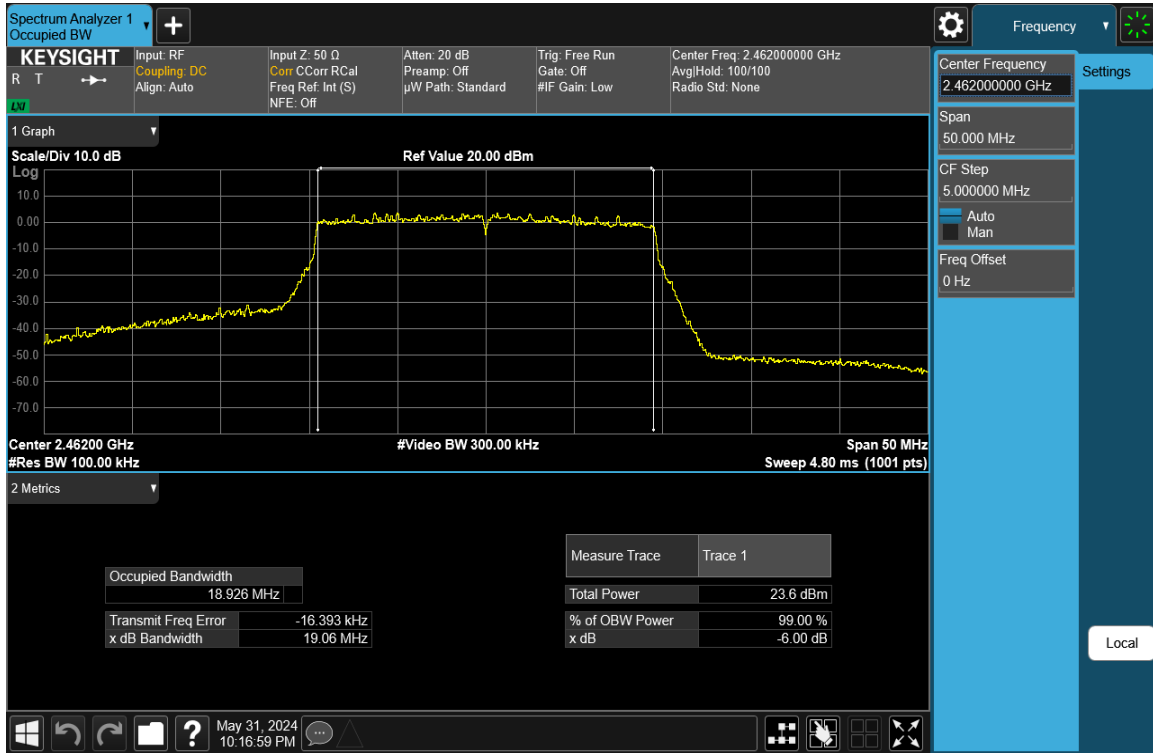 Spectrum Analyzer 1
Occupied BW
Frequency
KEYSIGHT
R T
LXI
Input: RF
Coupling: DC
Align: Auto
Input Z: 50 Ω
Corr CCorr RCal
Freq Ref: Int (S)
NFE: Off
Atten: 20 dB
Preamp: Off
µW Path: Standard
Trig: Free Run
Gate: Off
#IF Gain: Low
Center Freq: 2.462000000 GHz
Avg|Hold: 100/100
Radio Std: None
Center Frequency
2.462000000 GHz
Settings
Span
50.000 MHz
CF Step
5.000000 MHz
Auto
Man
Freq Offset
0 Hz
Local
1 Graph
Scale/Div 10.0 dB
Ref Value 20.00 dBm
Log
10.0
0.00
-10.0
-20.0
-30.0
-40.0
-50.0
-60.0
-70.0
Center 2.46200 GHz
#Video BW 300.00 kHz
Span 50 MHz
#Res BW 100.00 kHz
Sweep 4.80 ms (1001 pts)
2 Metrics
Measure Trace Trace 1
Occupied Bandwidth
18.926 MHz
Total Power 23.6 dBm
Transmit Freq Error -16.393 kHz
% of OBW Power 99.00 %
x dB Bandwidth 19.06 MHz
x dB -6.00 dB
?
May 31, 2024
10:16:59 PM